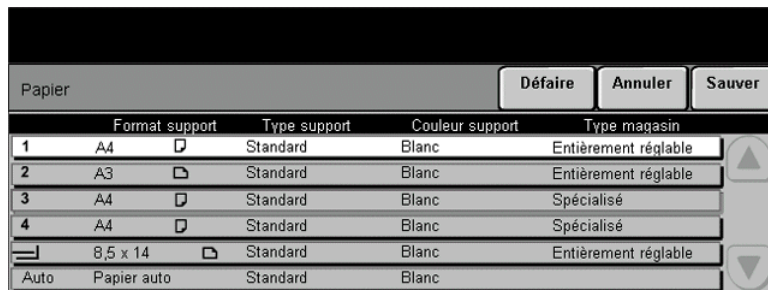 Papier Défaire Annuler Sauver
Format support Type support Couleur support Type magasin
1 A4 Standard Blanc Entièrement réglable
2 A3 Standard Blanc Entièrement réglable
3 A4 Standard Blanc Spécialisé
4 A4 Standard Blanc Spécialisé
8,5 x 14 Standard Blanc Entièrement réglable
Auto Papier auto Standard Blanc